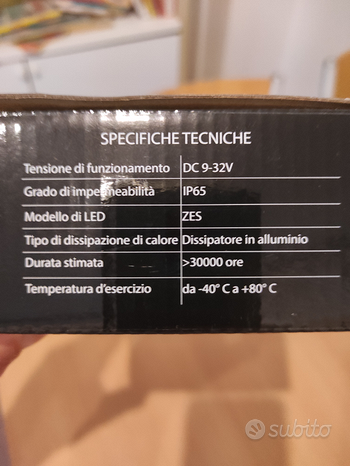 SPECIFICHE TECNICHE
Tensione di funzionamento DC 9-32V
Grado di impermeabilità IP65
Modello di LED ZES
Tipo di dissipazione di calore Dissipatore in alluminio
Durata stimata >30000 ore
Temperatura d'esercizio da -40° C a +80° C
subito